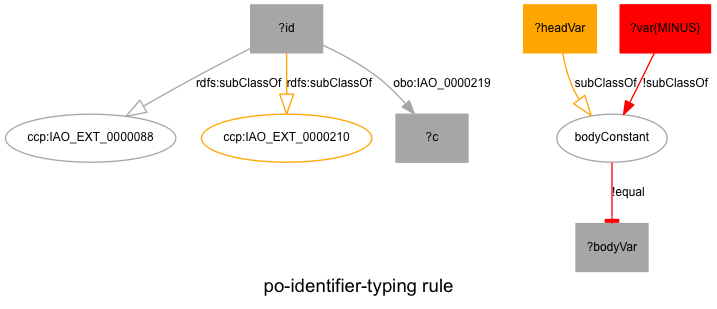 ?id
?headVar
?var(MINUS)
rdfs:subClassOf
rdfs:subClassOf
obo:IAO_0000219
subClassOf
!subClassOf
ccp:IAO_EXT_0000088
ccp:IAO_EXT_0000210
?c
bodyConstant
!equal
?bodyVar
po-identifier-typing rule